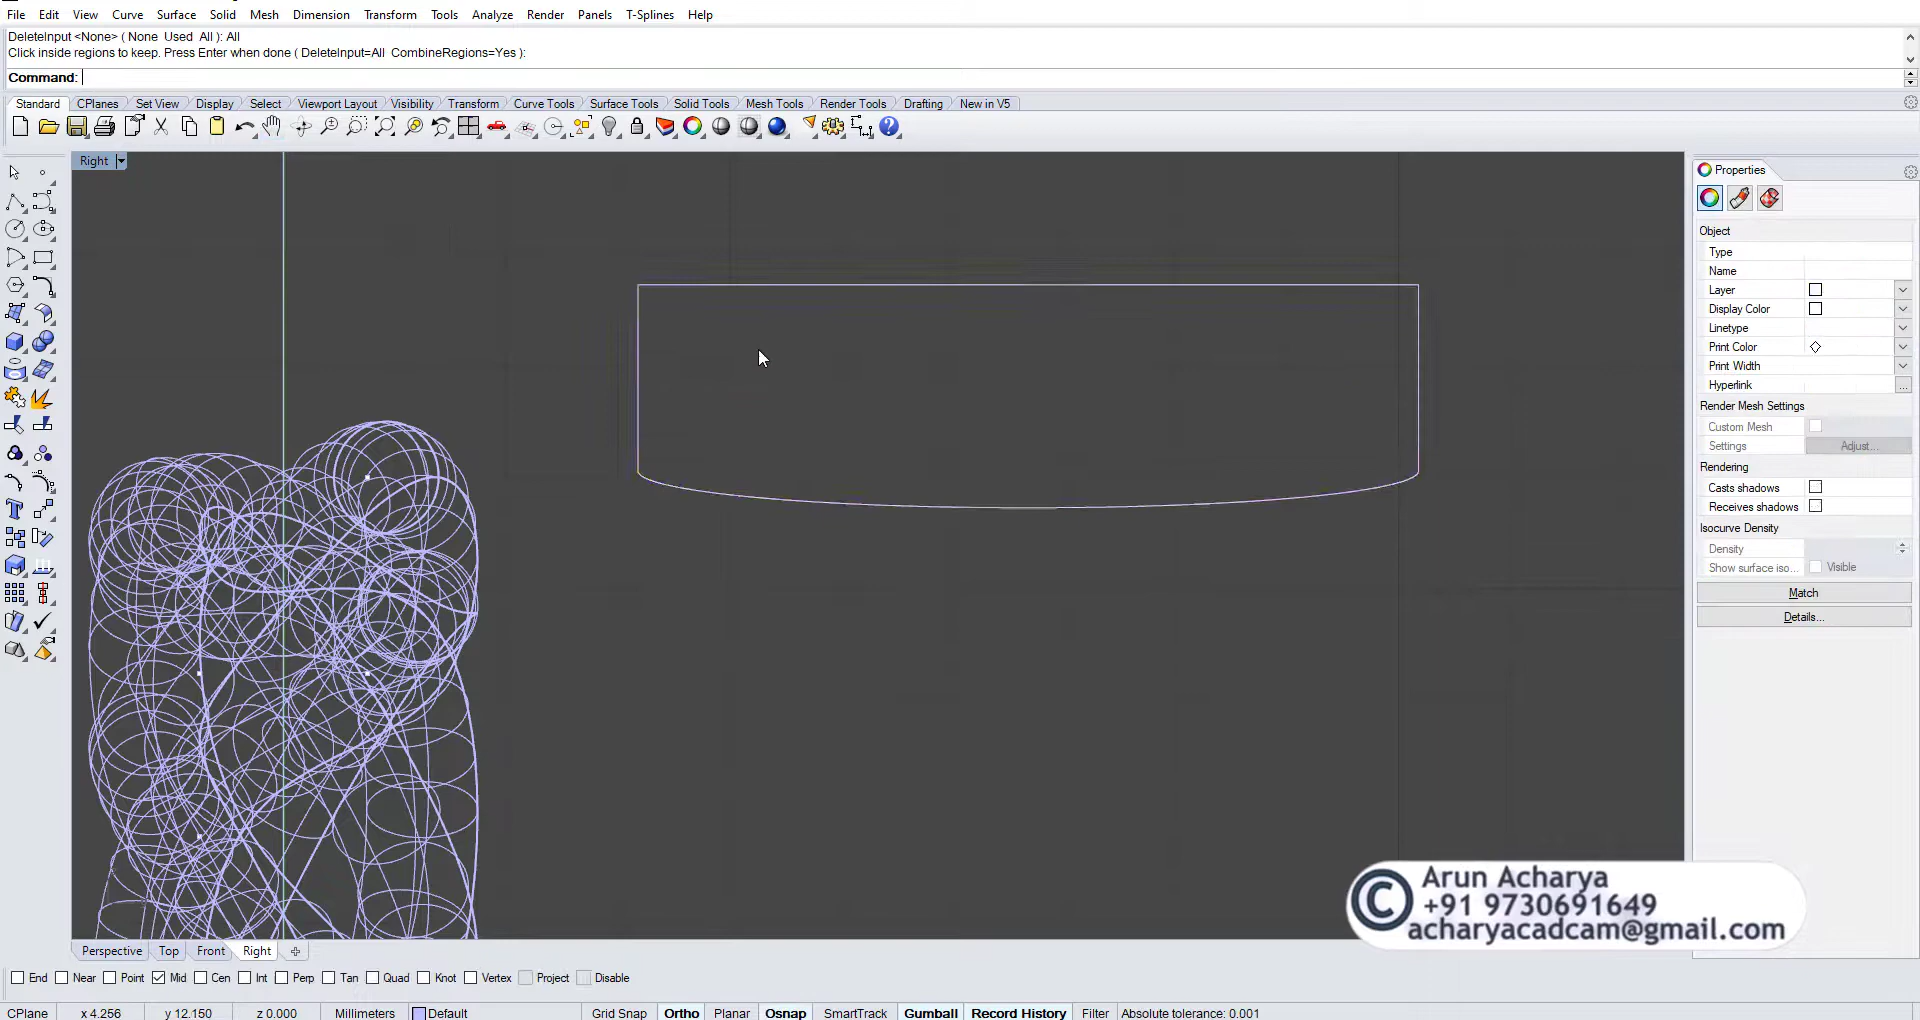 File Edit View Curve Surface Solid Mesh Dimension Transform Tools Analyze Render Panels T-Splines Help
DeleteInput <None> ( None Used All ): All
Click inside regions to keep. Press Enter when done ( DeleteInput=All CombineRegions=Yes ):
Command:
Standard CPlanes Set View Display Select Viewport Layout Visibility Transform Curve Tools Surface Tools Solid Tools Mesh Tools Render Tools Drafting New in V5
Right
Properties
Object
Type
Name
Layer
Display Color
Linetype
Print Color
Print Width
Hyperlink
...
Render Mesh Settings
Custom Mesh
Settings Adjust...
Rendering
Casts shadows
Receives shadows
Isocurve Density
Density
Show surface iso... Visible
Match
Details...
© Arun Acharya
+91 9730691649
acharyacadcam@gmail.com
Perspective Top Front Right
End Near Point Mid Cen Int Perp Tan Quad Knot Vertex Project Disable
CPlane x 4.256 y 12.150 z 0.000 Millimeters Default Grid Snap Ortho Planar Osnap SmartTrack Gumball Record History Filter Absolute tolerance: 0.001